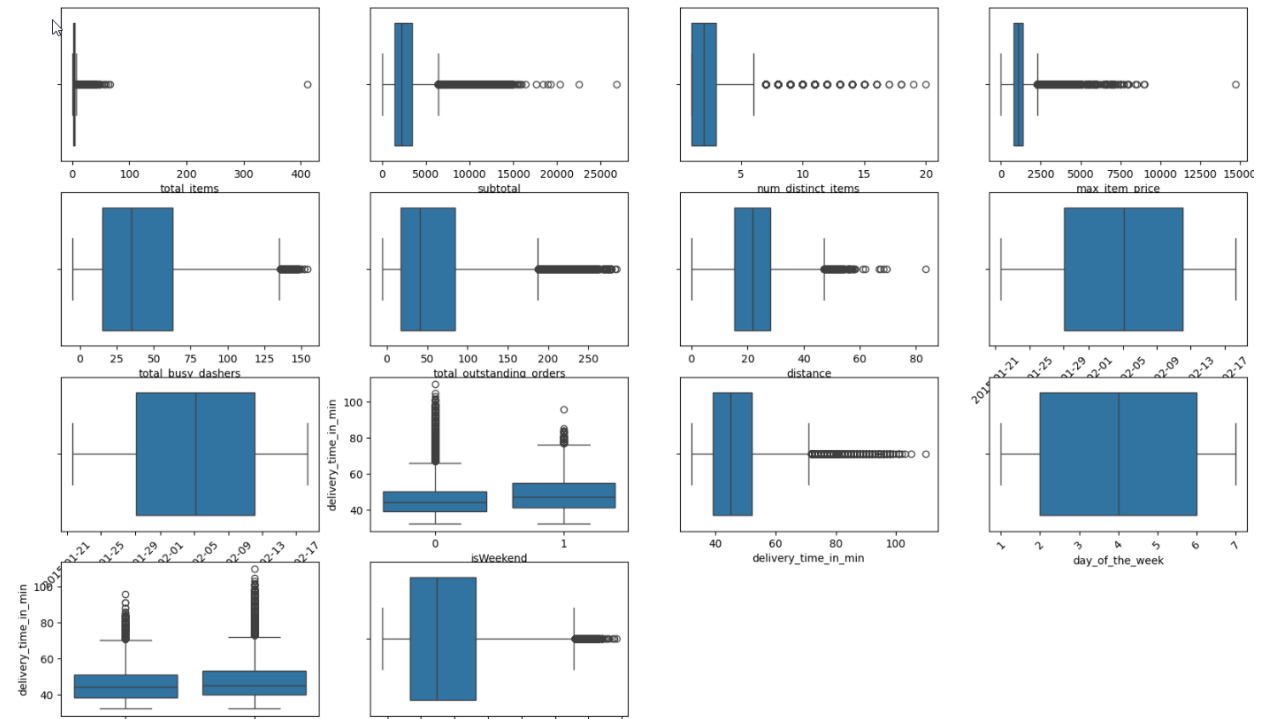 0 100 200 300 400
total_items
0 5000 10000 15000 20000 25000
subtotal
5 10 15 20
num_distinct_items
0 2500 5000 7500 10000 12500 15000
max_item_price
0 25 50 75 100 125 150
total_busy_dashers
0 50 100 150 200 250
total_outstanding_orders
0 20 40 60 80
distance
01-21 01-25 01-29 02-01 02-05 02-09 02-13 02-17
01-21 01-25 01-29 02-01 02-05 02-09 02-13 02-17
delivery_time_in_min
100
80
60
40
0 1
isWeekend
40 60 80 100
delivery_time_in_min
1 2 3 4 5 6 7
day_of_the_week
delivery_time_in_min
100
80
60
40